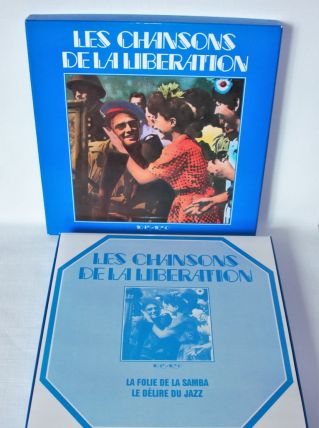 LES CHANSONS
DE LA LIBERATION
LES CHANSONS
DE LA LIBERATION
LA FOLIE DE LA SAMBA
LE DÉLIRE DU JAZZ